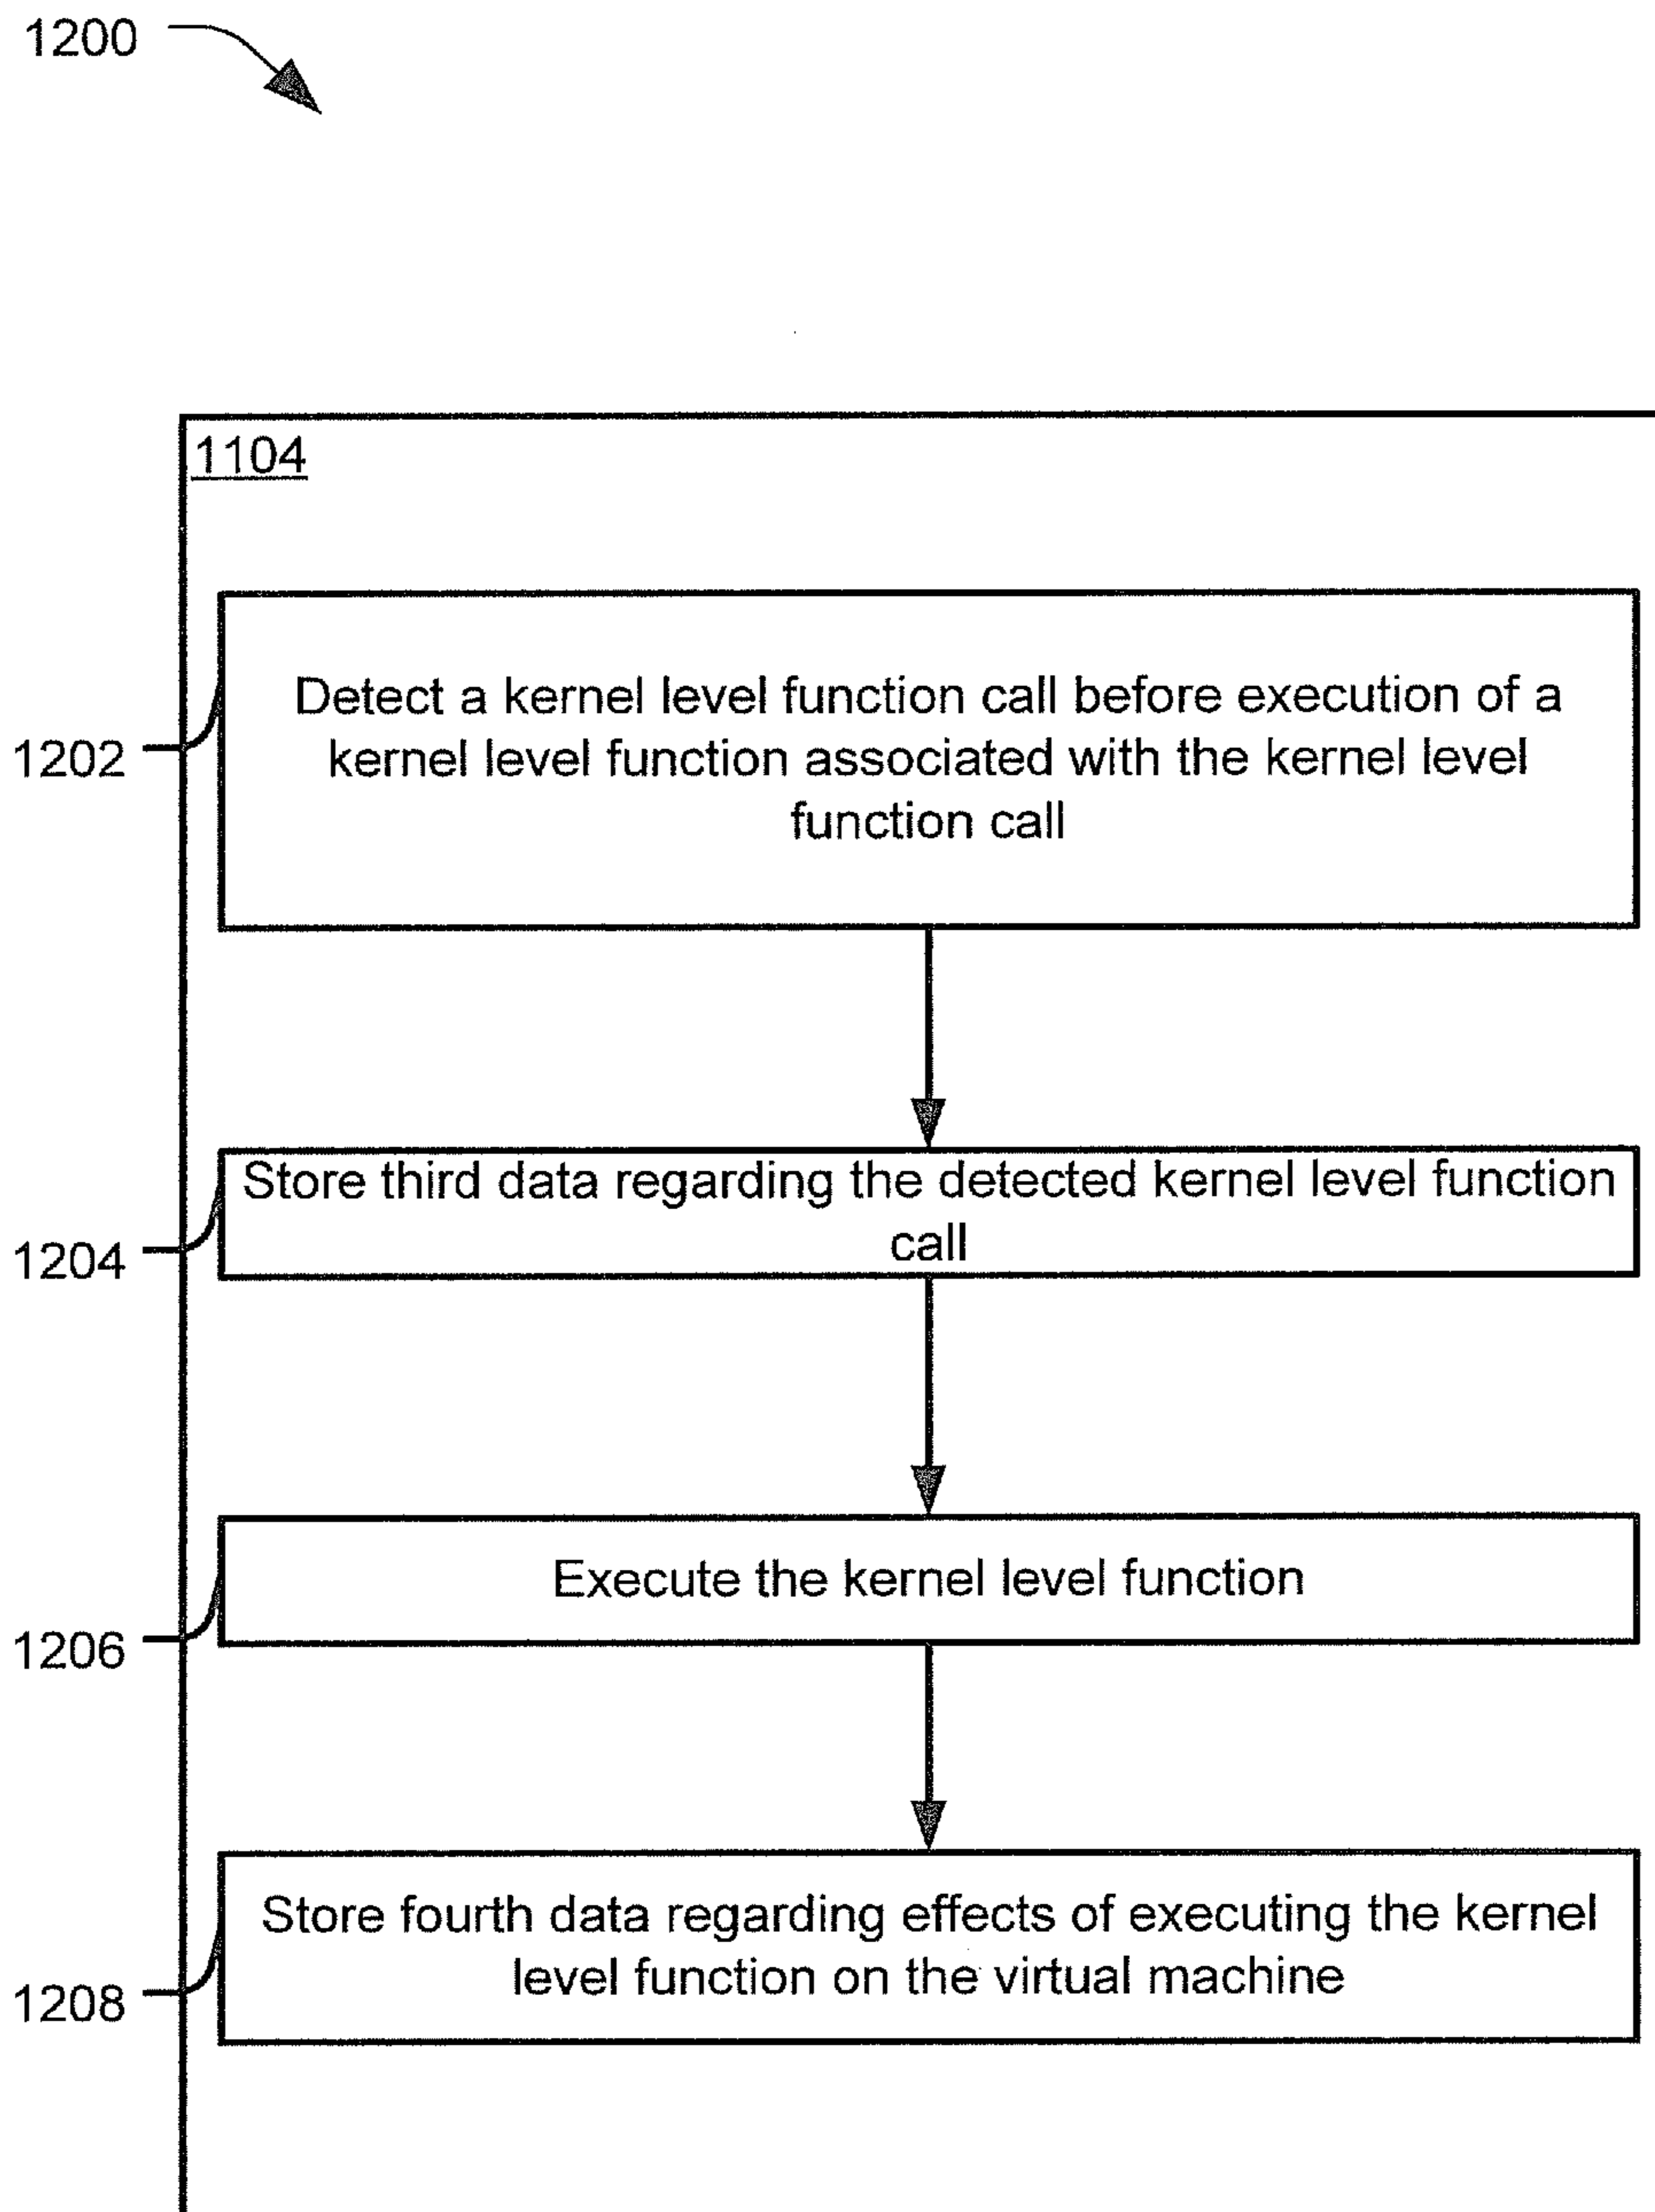 1200
1104
Detect a kernel level function call before execution of a
kernel level function associated with the kernel level
function call
1202
Store third data regarding the detected kernel level function
call
1204
Execute the kernel level function
1206
Store fourth data regarding effects of executing the kernel
level function on the virtual machine
1208